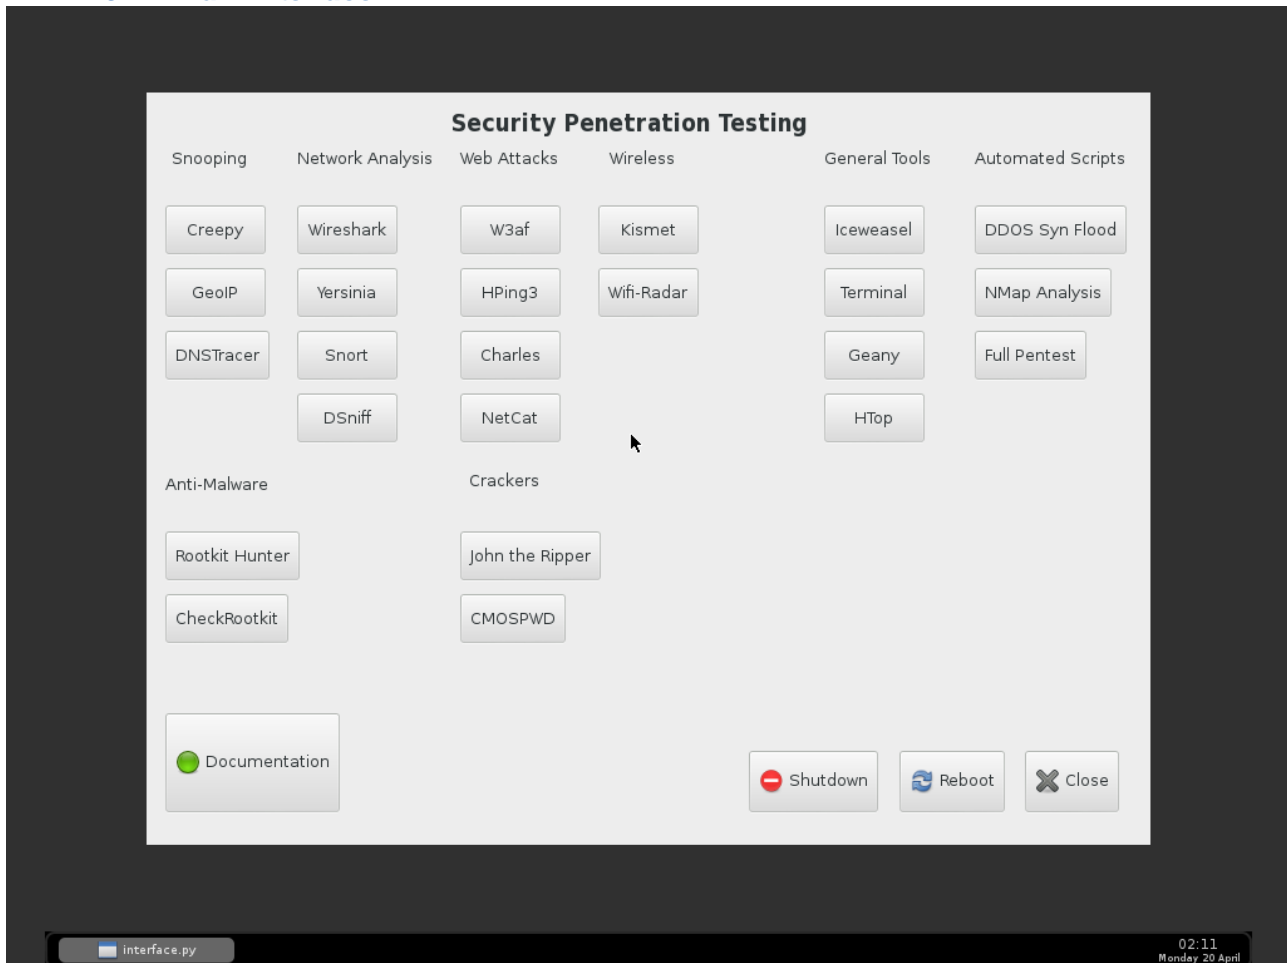 Security Penetration Testing
Snooping Network Analysis Web Attacks Wireless General Tools Automated Scripts
Creepy Wireshark W3af Kismet Iceweasel DDOS Syn Flood
GeoIP Yersinia HPing3 Wifi-Radar Terminal NMap Analysis
DNSTracer Snort Charles Geany Full Pentest
DSniff NetCat HTop
Anti-Malware Crackers
Rootkit Hunter John the Ripper
CheckRootkit CMOSPWD
Documentation
Shutdown Reboot Close
interface.py 02:11
Monday 20 April